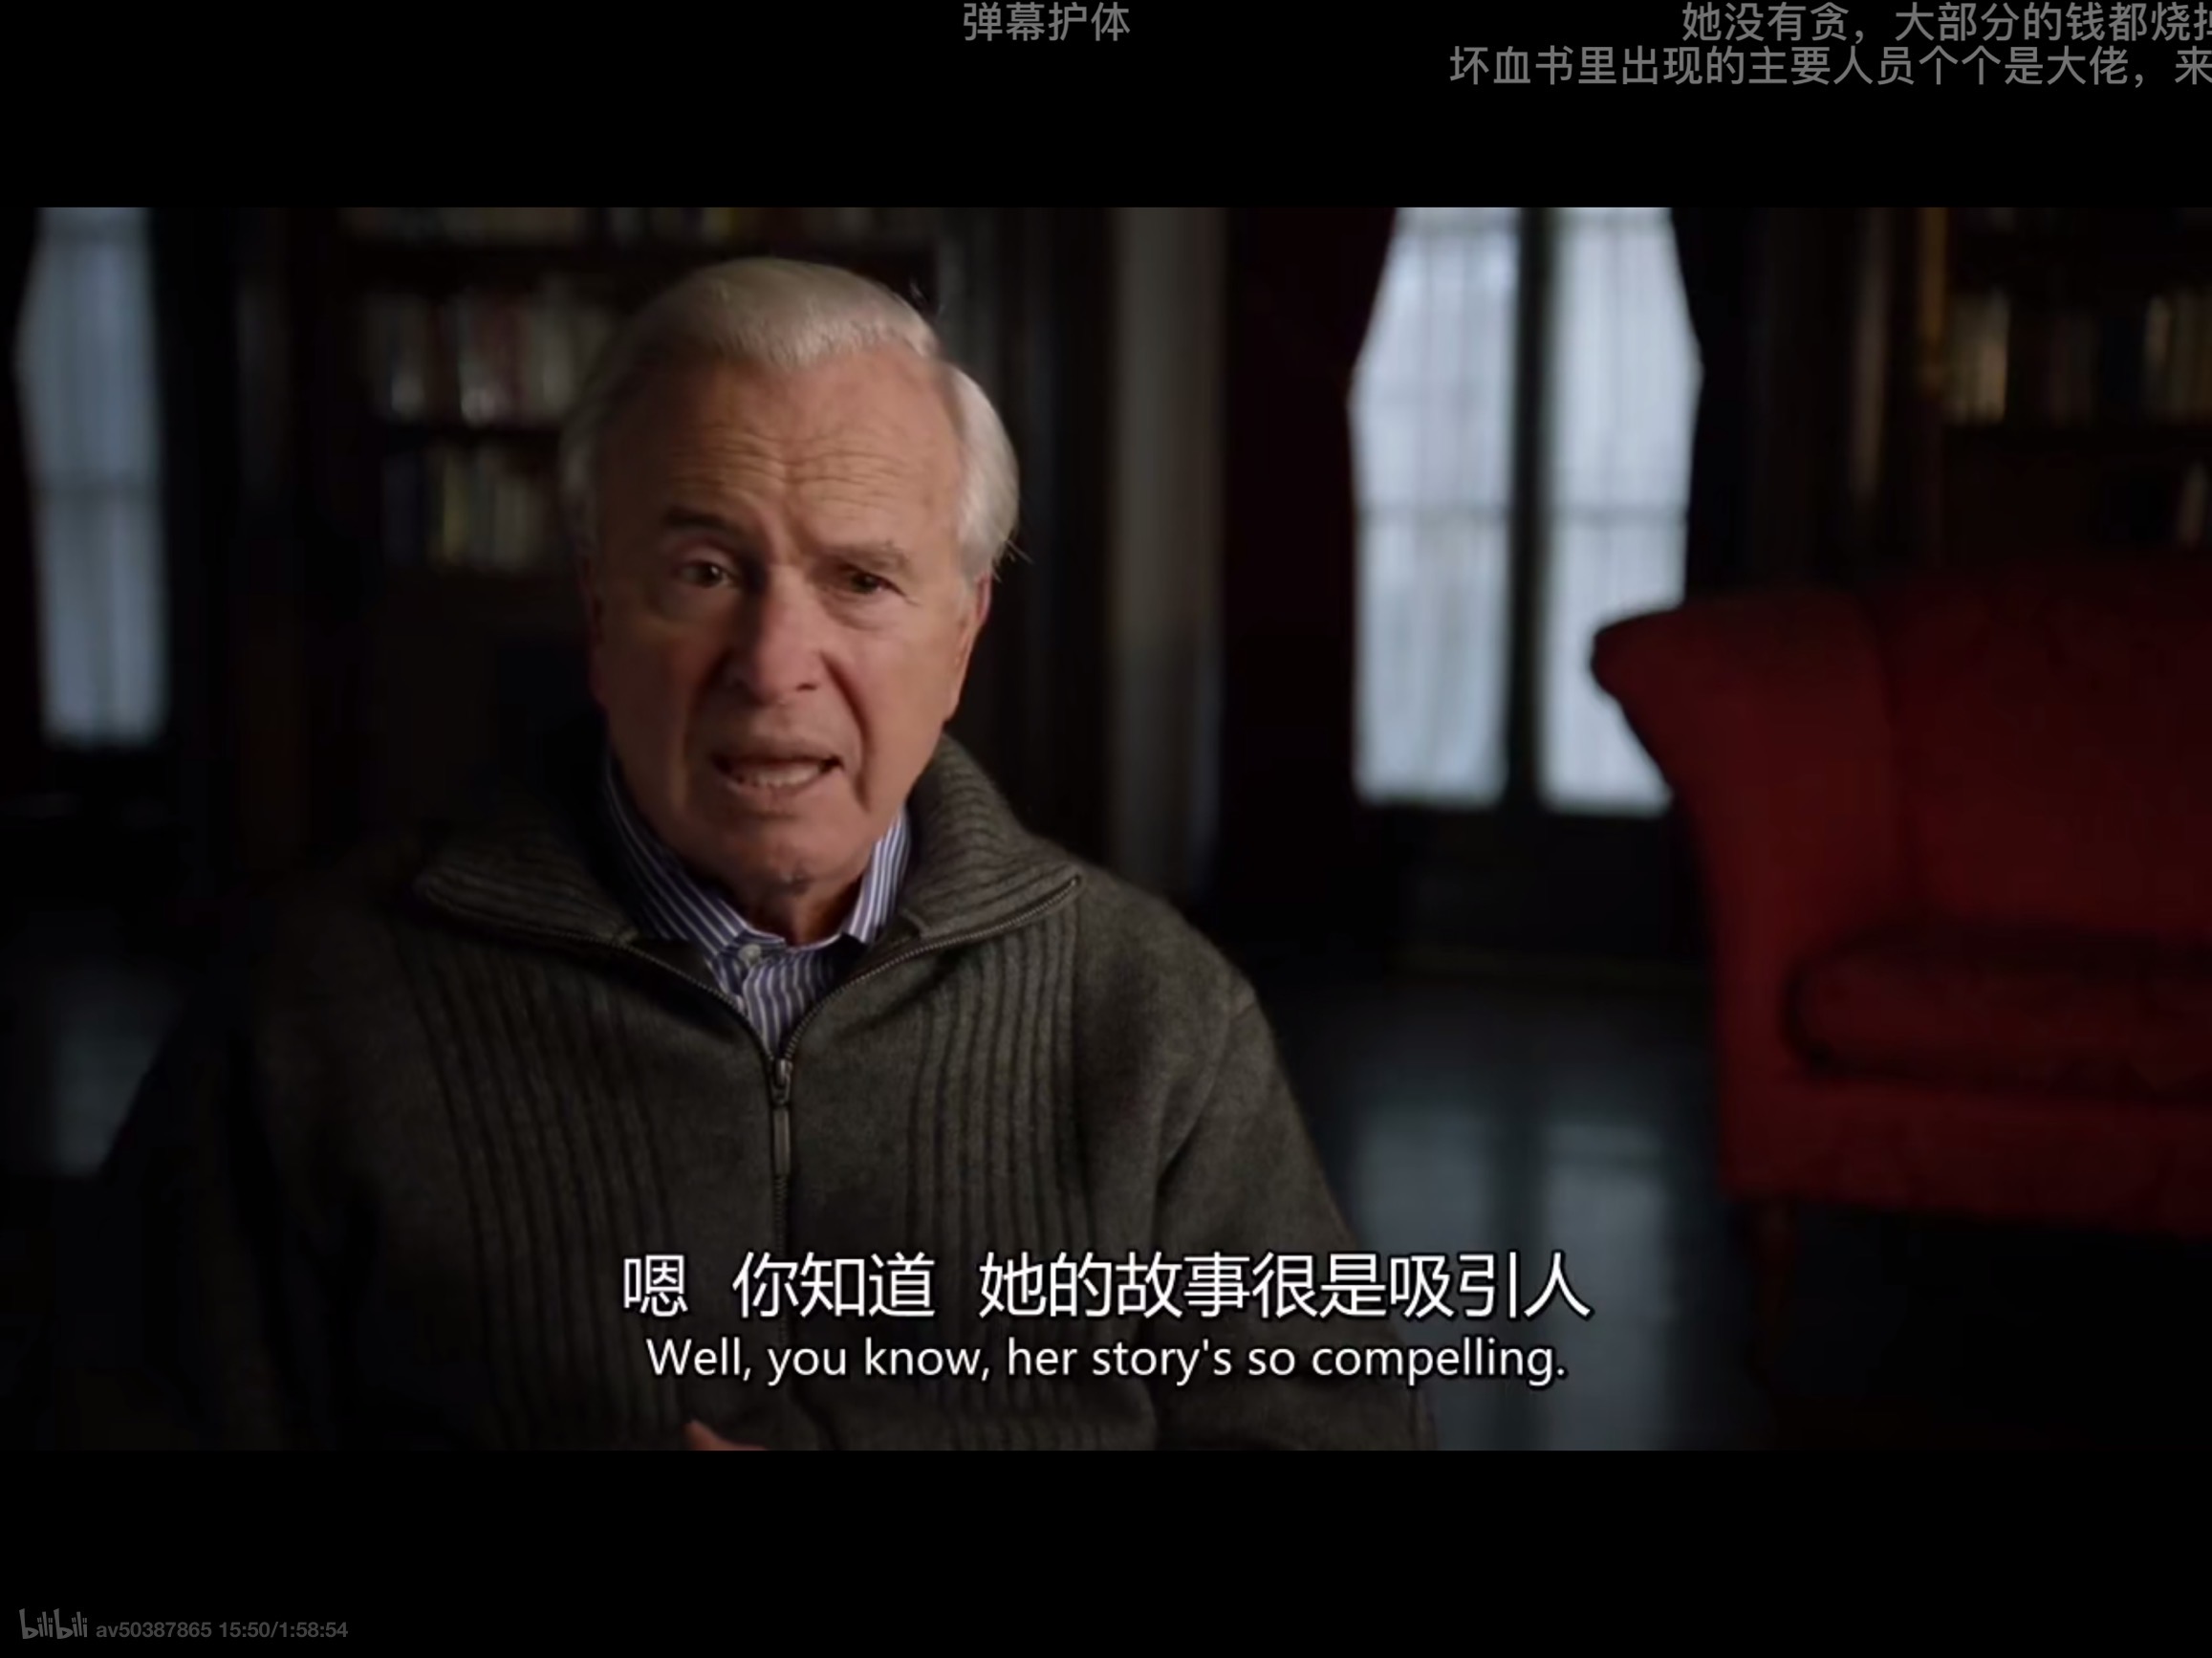 弹幕护体
她没有贪，大部分的钱都烧
坏血书里出现的主要人员个个是大佬，来
嗯 你知道 她的故事很是吸引人
Well, you know, her story's so compelling.
bilibili av50387865 15:50/1:58:54